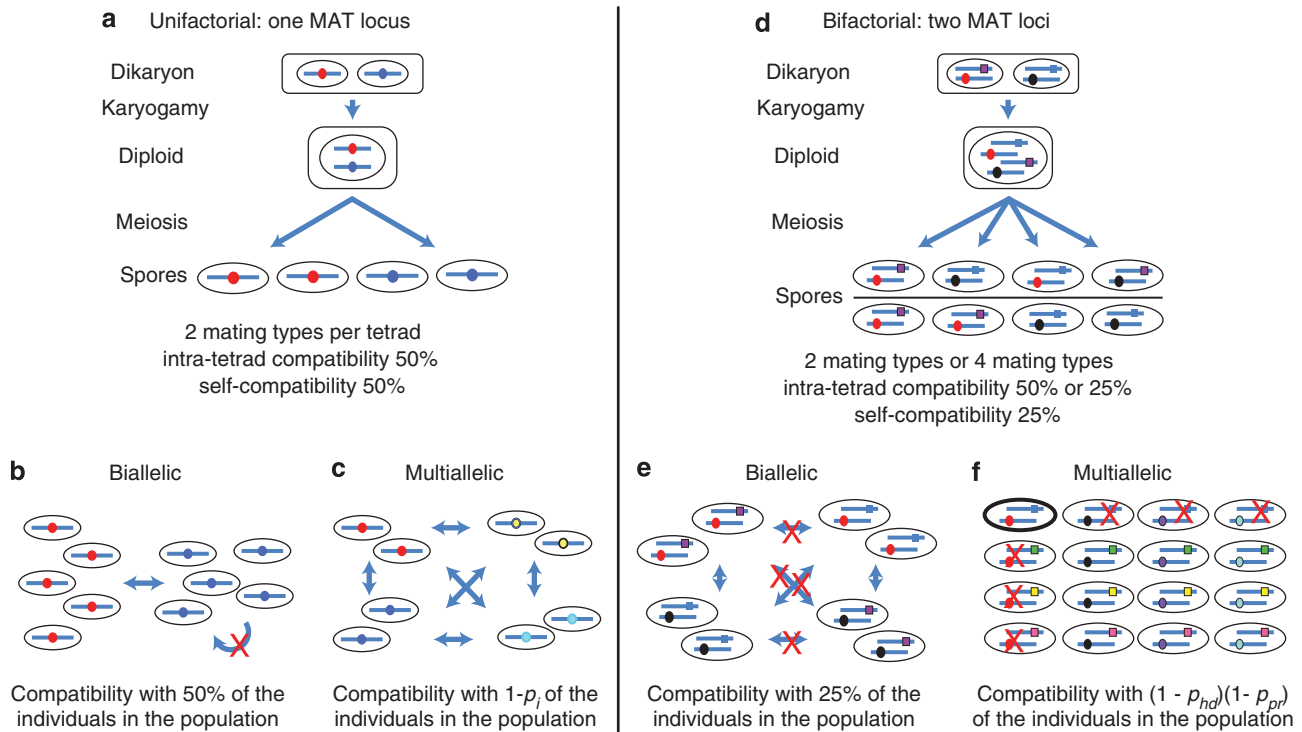 a Unifactorial: one MAT locus
Dikaryon
Karyogamy
Diploid
Meiosis
Spores
2 mating types per tetrad
intra-tetrad compatibility 50%
self-compatibility 50%
b Biallelic
Compatibility with 50% of the
individuals in the population
c Multiallelic
Compatibility with 1-pi of the
individuals in the population
d Bifactorial: two MAT loci
Dikaryon
Karyogamy
Diploid
Meiosis
Spores
2 mating types or 4 mating types
intra-tetrad compatibility 50% or 25%
self-compatibility 25%
e Biallelic
Compatibility with 25% of the
individuals in the population
f Multiallelic
Compatibility with (1 - phd)(1- ppr)
of the individuals in the population